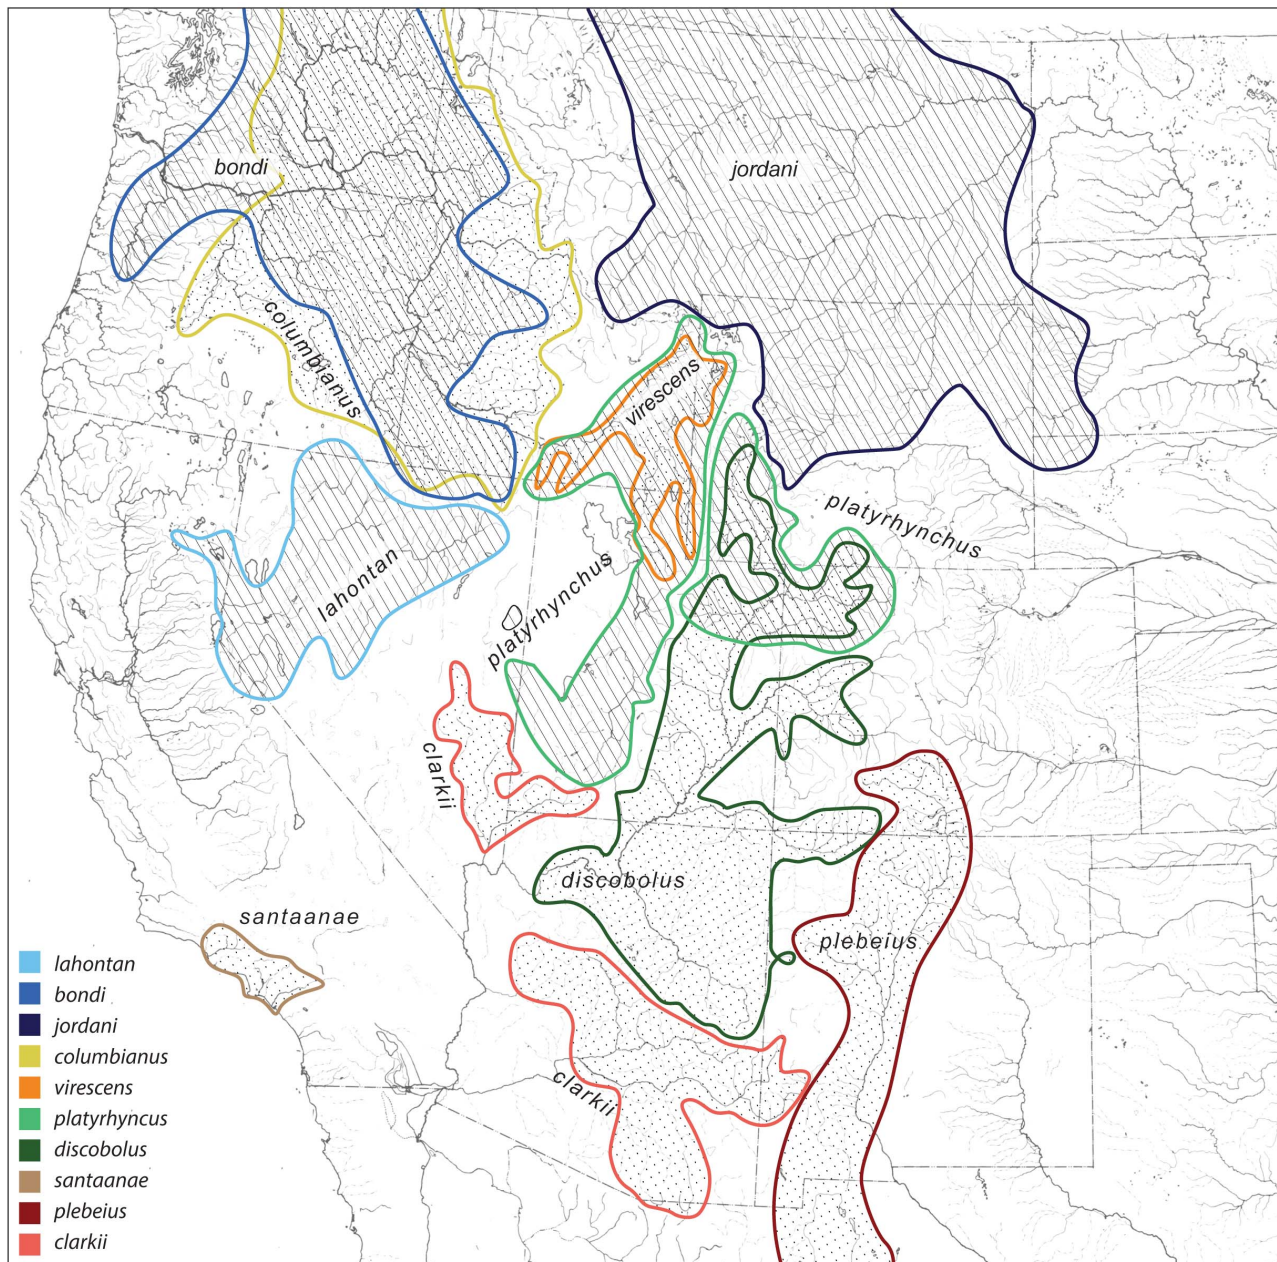 bondi
jordani
columbianus
virescens
platyrhynchus
lahontan
platyrhynchus
clarkii
discobolus
santaanae
plebeius
clarkii
lahontan
bondi
jordani
columbianus
virescens
platyrhyncus
discobolus
santaanae
plebeius
clarkii